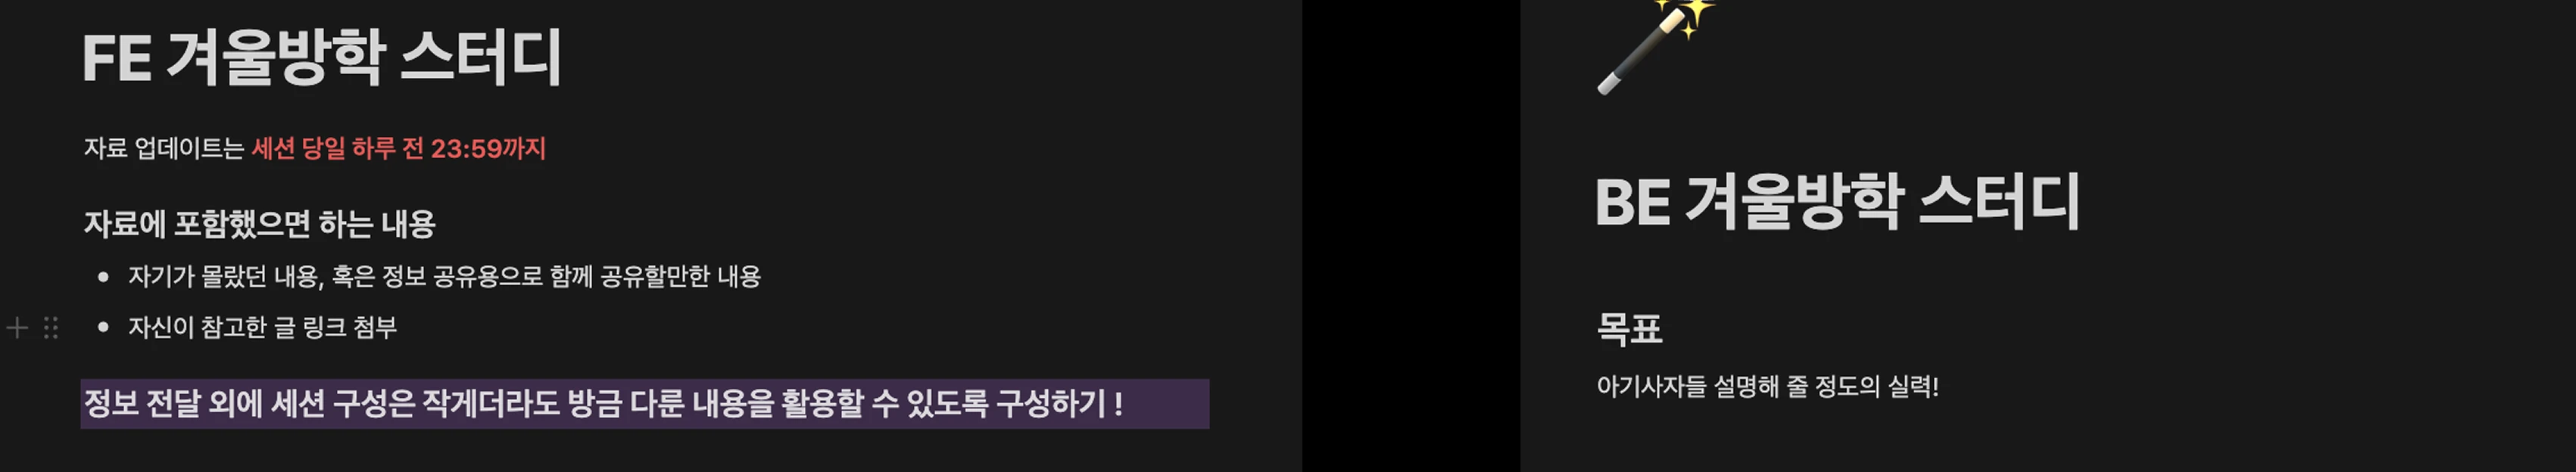 FE 겨울방학 스터디
자료 업데이트는 세션 당일 하루 전 23:59까지
자료에 포함했으면 하는 내용
자기가 몰랐던 내용, 혹은 정보 공유용으로 함께 공유할만한 내용
자신이 참고한 글 링크 첨부
정보 전달 외에 세션 구성은 작게더라도 방금 다룬 내용을 활용할 수 있도록 구성하기 !
BE 겨울방학 스터디
목표
아기사자들 설명해 줄 정도의 실력!